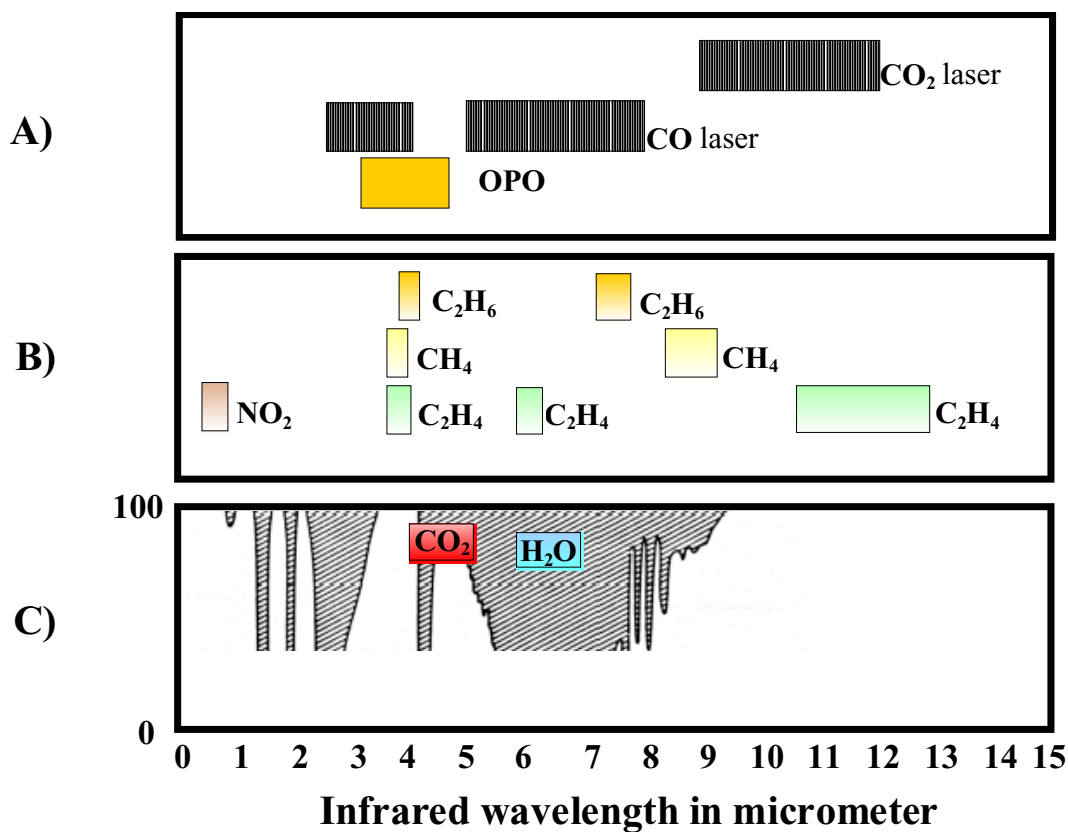 A)
CO₂ laser
CO laser
OPO
B)
C₂H₆ C₂H₆
CH₄ CH₄
NO₂ C₂H₄ C₂H₄ C₂H₄
C)
100
CO₂ H₂O
0
0 1 2 3 4 5 6 7 8 9 10 11 12 13 14 15
Infrared wavelength in micrometer